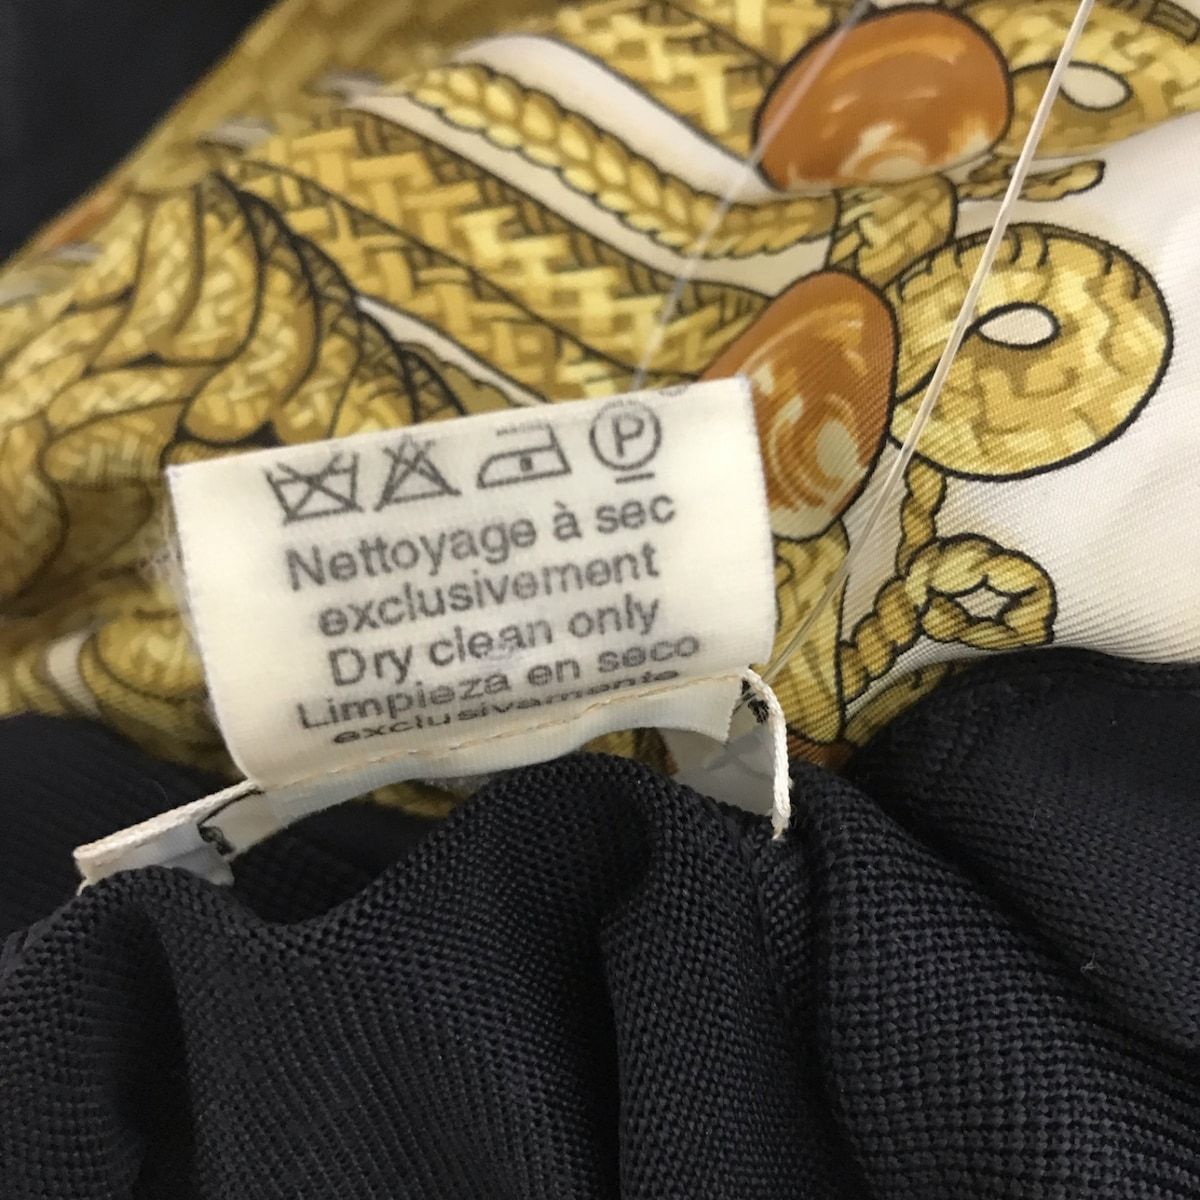 P
Nettoyage à sec
exclusivement
Dry clean only
Limpieza en seco
exclusivamente